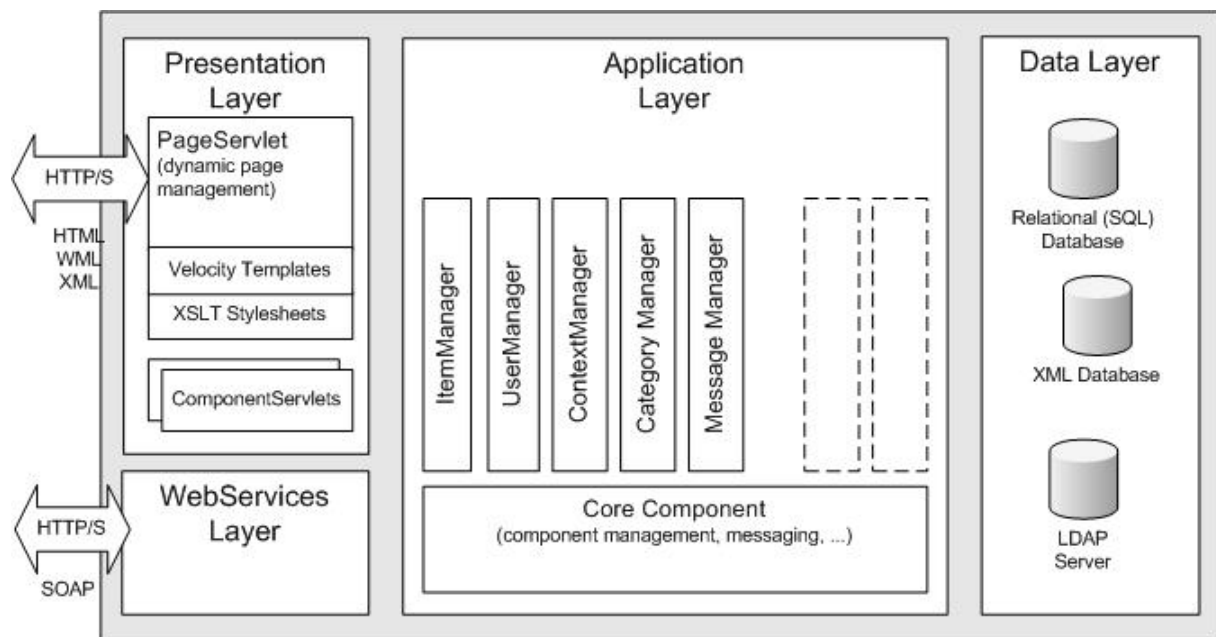 Presentation
Layer
PageServlet
(dynamic page
management)
Velocity Templates
XSLT Stylesheets
ComponentServlets
HTTP/S
HTML
WML
XML
WebServices
Layer
HTTP/S
SOAP
Application
Layer
ItemManager
UserManager
ContextManager
Category Manager
Message Manager
Core Component
(component management, messaging, ...)
Data Layer
Relational (SQL)
Database
XML Database
LDAP
Server